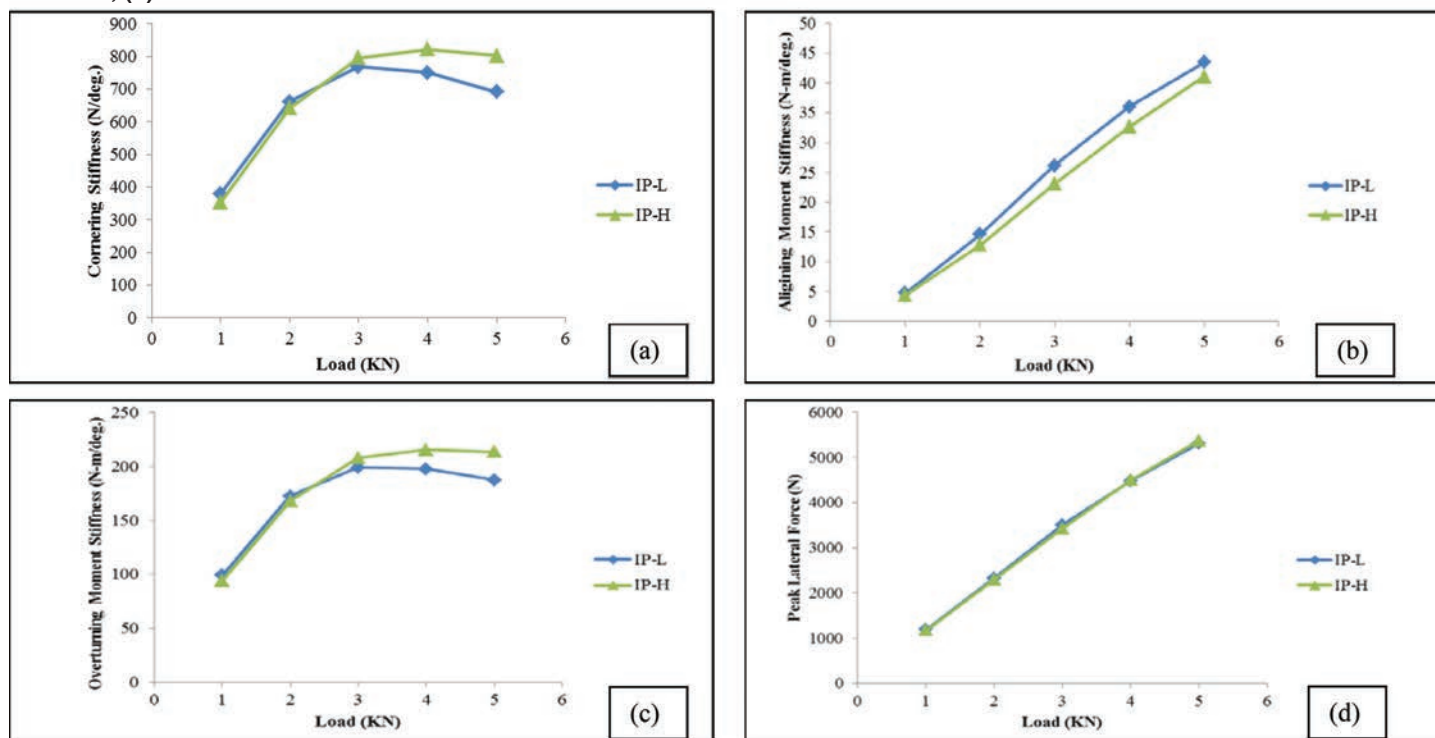 900
800
700
600
500
400
300
200
100
0
0 1 2 3 4 5 6
Cornering Stiffness (N/deg.)
Load (KN)
IP-L
IP-H
(a)
50
45
40
35
30
25
20
15
10
5
0
0 1 2 3 4 5 6
Aligining Moment Stiffness (N-m/deg.)
Load (KN)
IP-L
IP-H
(b)
250
200
150
100
50
0
0 1 2 3 4 5 6
Overturning Moment Stiffness (N-m/deg.)
Load (KN)
IP-L
IP-H
(c)
6000
5000
4000
3000
2000
1000
0
0 1 2 3 4 5 6
Peak Lateral Force (N)
Load (KN)
IP-L
IP-H
(d)